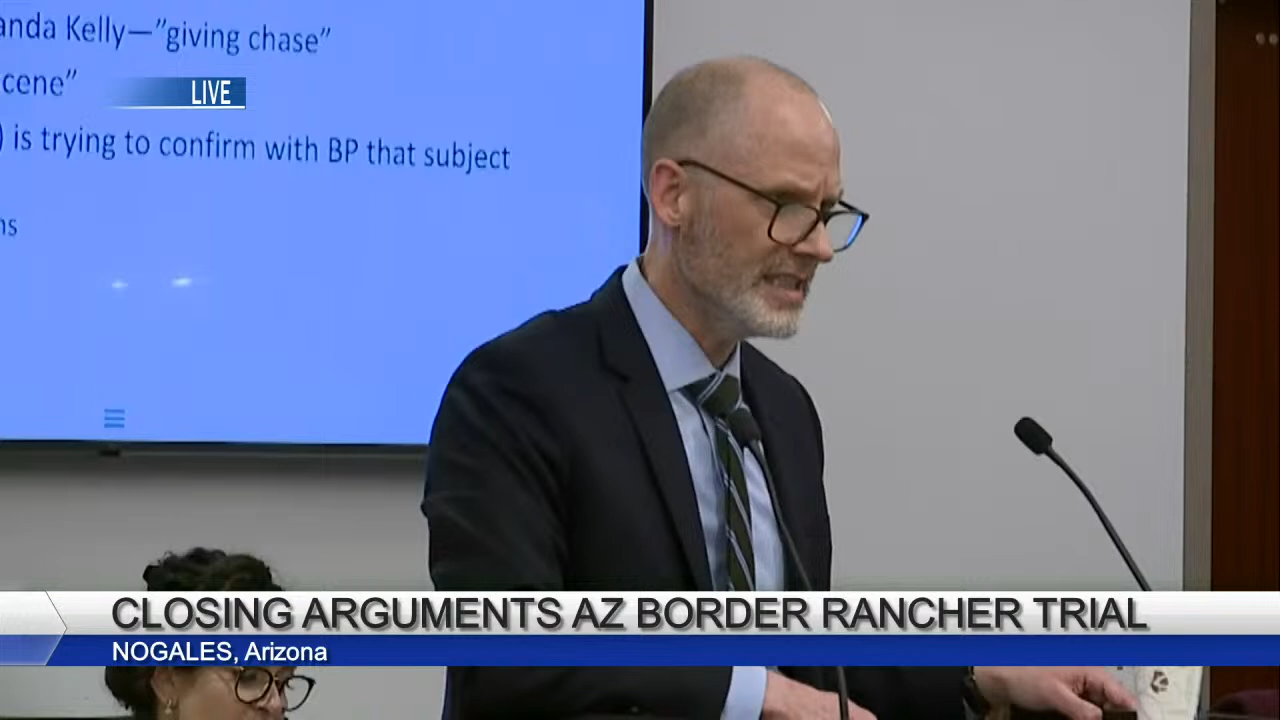 anda Kelly—”giving chase”
cene”
LIVE
) is trying to confirm with BP that subject
ns
CLOSING ARGUMENTS AZ BORDER RANCHER TRIAL
NOGALES, Arizona